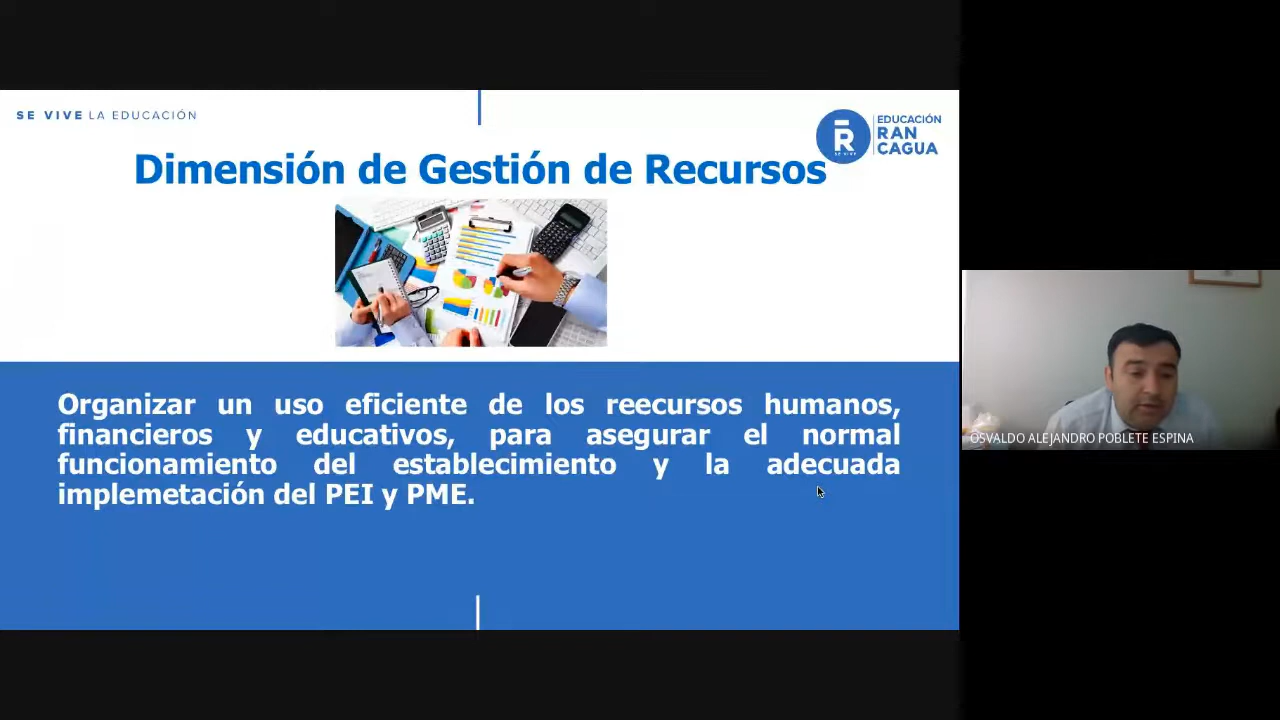 SE VIVE LA EDUCACIÓN
R
SE VIVE
EDUCACIÓN
RAN
CAGUA
Dimensión de Gestión de Recursos
Organizar un uso eficiente de los reecursos humanos,
financieros y educativos, para asegurar el normal
funcionamiento del establecimiento y la adecuada
implemetación del PEI y PME.
OSVALDO ALEJANDRO POBLETE ESPINA